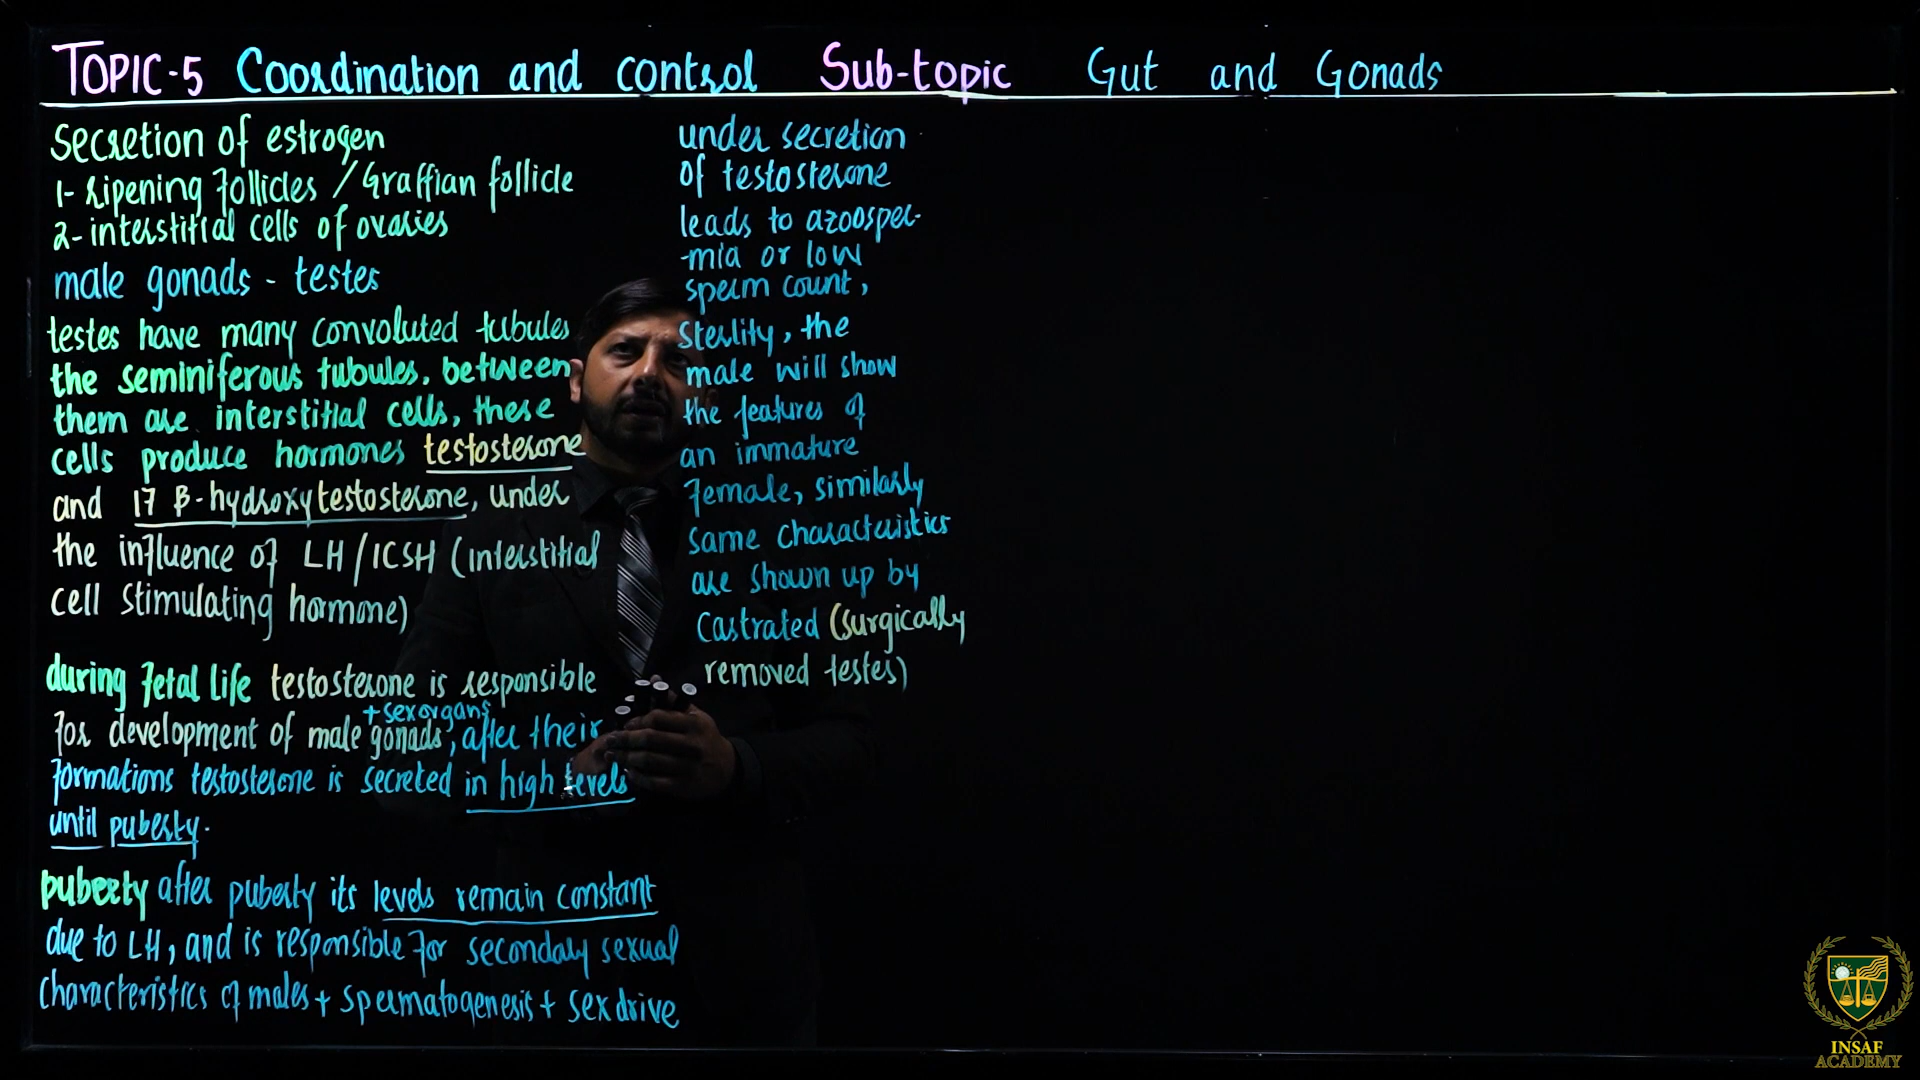 TOPIC-5 Coordination and control Sub-topic Gut and Gonads
Secretion of estrogen
1- ripening follicles / Graffian follicle
2- interstitial cells of ovaries
male gonads - testes
testes have many convoluted tubules
the seminiferous tubules, between
them are interstitial cells, these
cells produce hormones testosterone
and 17 β-hydroxytestosterone, under
the influence of LH/ICSH (interstitial
cell stimulating hormone)
during fetal life testosterone is responsible
+ sex organs
for development of male gonads, after their
formations testosterone is secreted in high levels
until puberty.
puberty after puberty its levels remain constant
due to LH, and is responsible for seconday sexual
characteristics of males + spermatogenesis + sex drive
under secretion
of testosterone
leads to azoosper-
-mia or low
sperm count,
sterlity, the
male will show
the features of
an immature
female, similarly
same characteristics
are shown up by
castrated (surgically
removed testes)
INSAF
ACADEMY